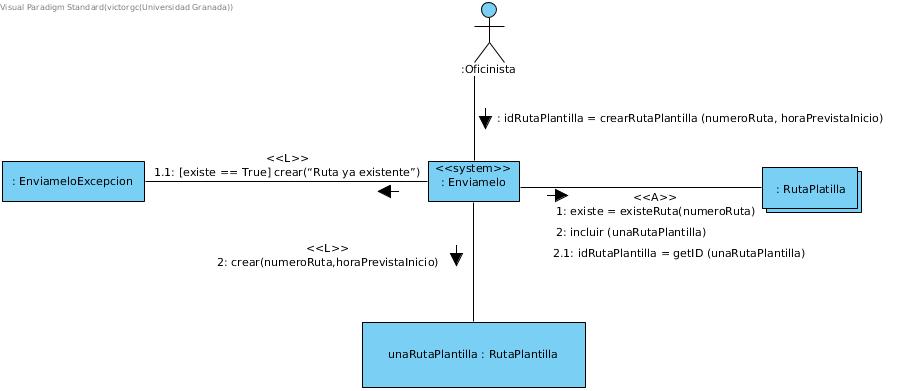 Visual Paradigm Standard(victorgc(Universidad Granada))
:Oficinista
: idRutaPlantilla = crearRutaPlantilla (numeroRuta, horaPrevistaInicio)
<<L>>
1.1: [existe == True] crear(“Ruta ya existente”)
: EnviameloExcepcion
<<system>>
: Enviamelo
: RutaPlatilla
<<A>>
1: existe = existeRuta(numeroRuta)
2: incluir (unaRutaPlantilla)
2.1: idRutaPlantilla = getID (unaRutaPlantilla)
<<L>>
2: crear(numeroRuta,horaPrevistaInicio)
unaRutaPlantilla : RutaPlantilla